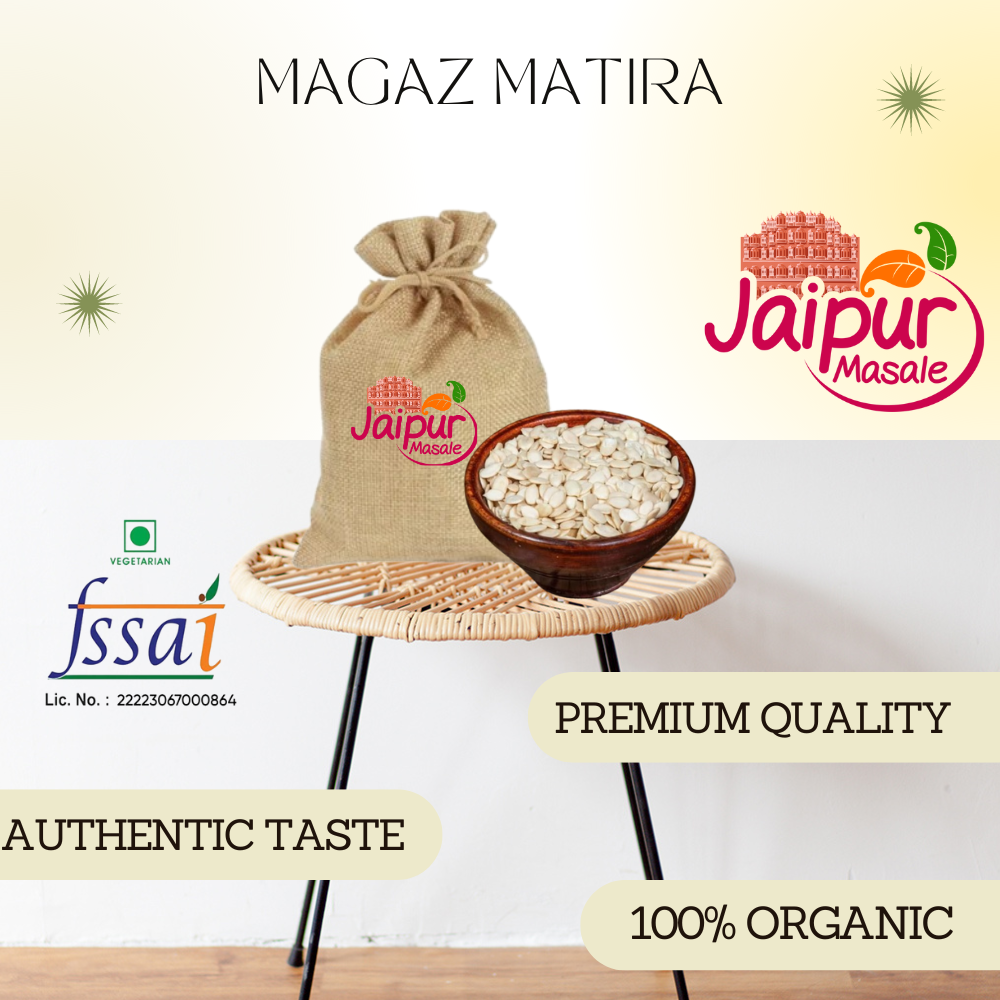 MAGAZ MATIRA
Jaipur
Masale
Jaipur
Masale
VEGETARIAN
fssai
Lic. No. : 22223067000864
PREMIUM QUALITY
AUTHENTIC TASTE
100% ORGANIC